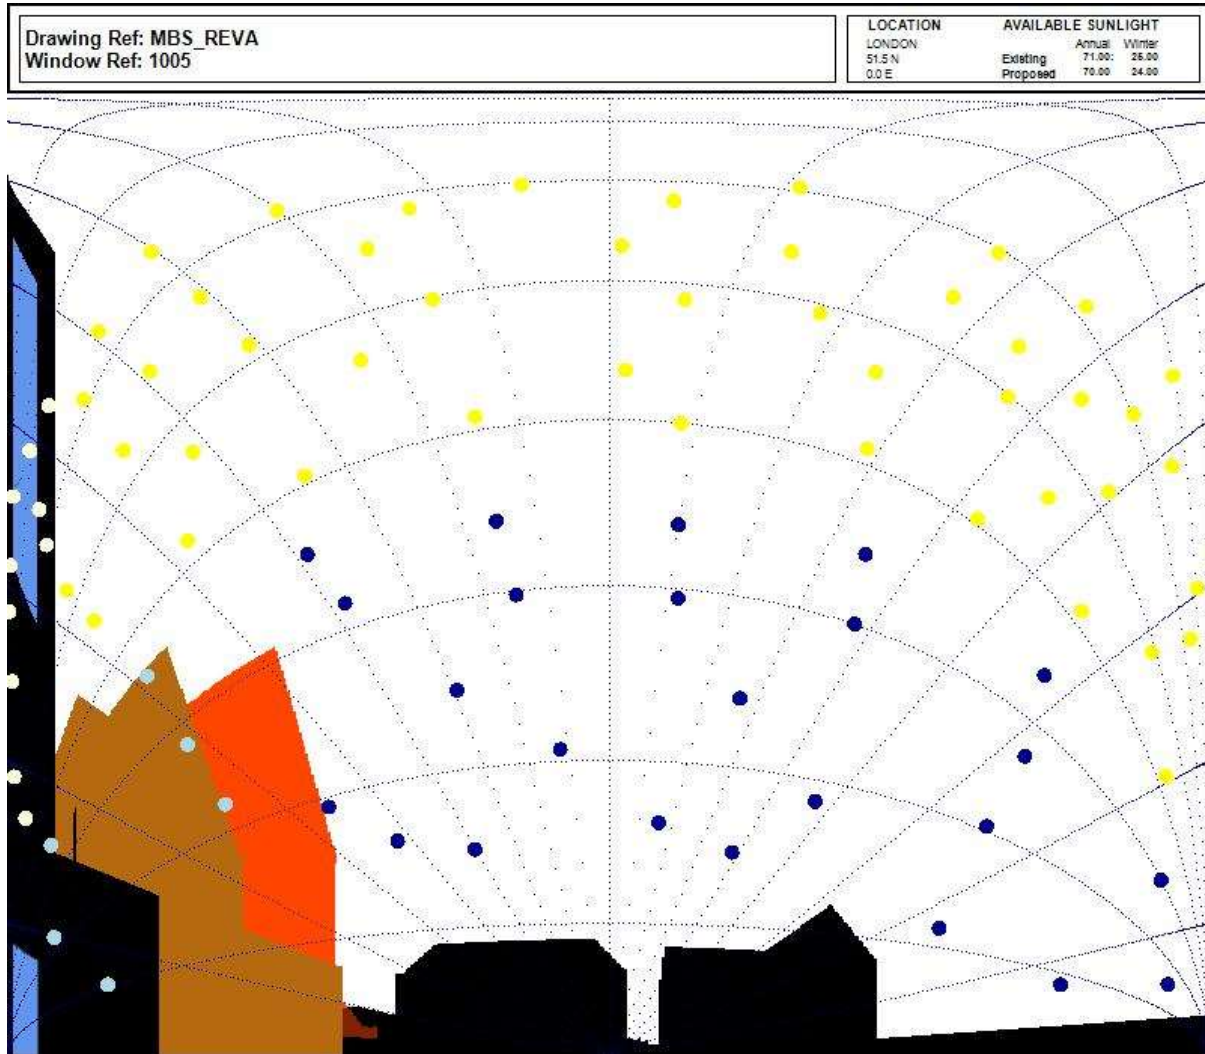 Drawing Ref: MBS_REVA
Window Ref: 1005
LOCATION
LONDON
51.5 N
0.0 E
AVAILABLE SUNLIGHT
Annual Winter
Existing 71.00: 25.00
Proposed 70.00 24.00